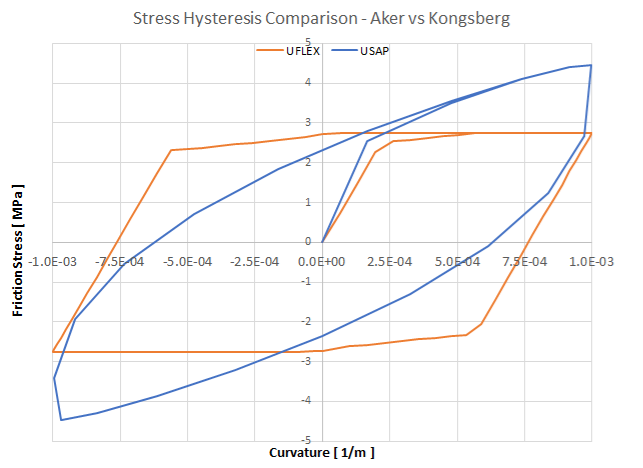 Stress Hysteresis Comparison - Aker vs Kongsberg
5
UFLEX
USAP
4
3
2
1
0
-1.0E-03 -7.5E-04 -5.0E-04 -2.5E-04 0.0E+00 2.5E-04 5.0E-04 7.5E-04 1.0E-03
-1
-2
-3
-4
-5
Friction Stress [ MPa]
Curvature [ 1/m ]